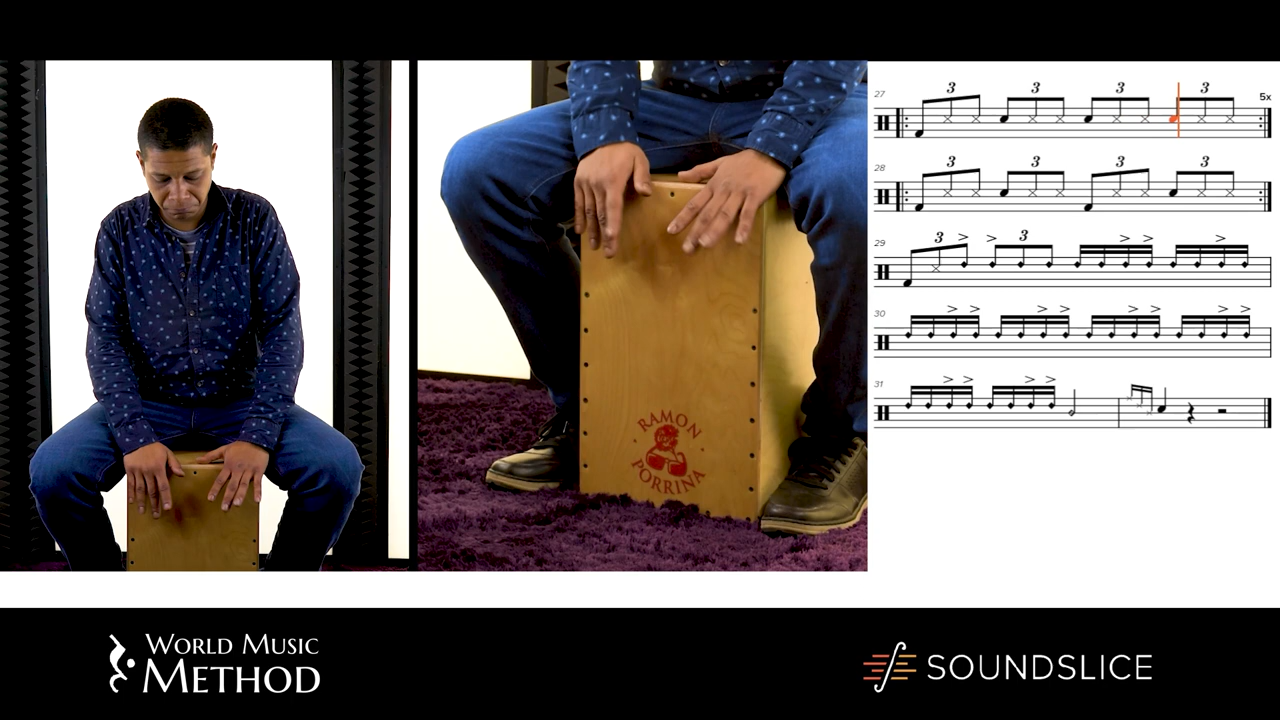 RAMON
PORRINA
27
3
3
3
3
5x
28
3
3
3
3
29
3
3
30
31
WORLD MUSIC
METHOD
SOUNDSLICE